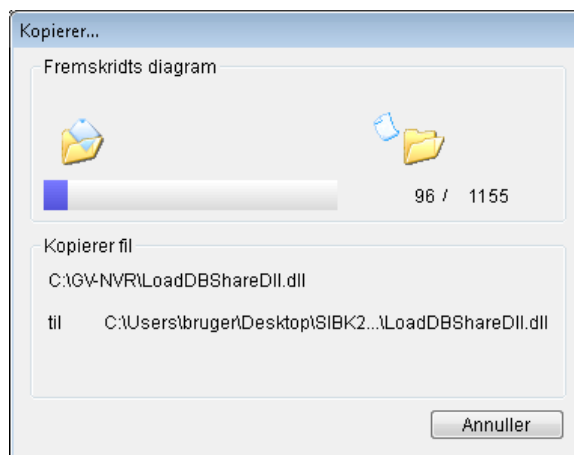 Kopierer...
Fremskridts diagram
96 / 1155
Kopierer fil
C:\GV-NVR\LoadDBShareDll.dll
til C:\Users\bruger\Desktop\SIBK2...\LoadDBShareDll.dll
Annuller